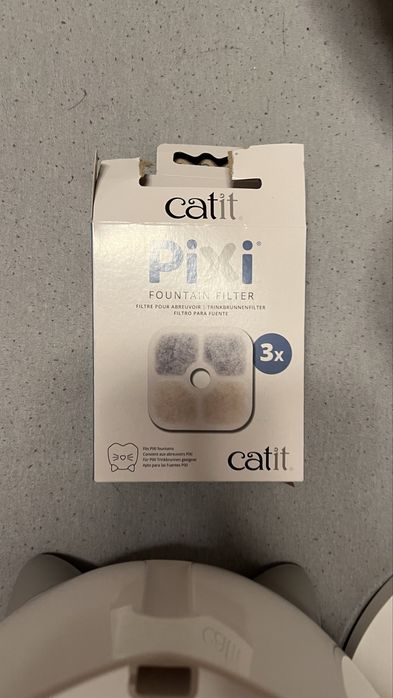 catit®
Pixi®
FOUNTAIN FILTER
FILTRE POUR ABREUVOIR | TRINKBRUNNENFILTER
FILTRO PARA FUENTE
3x
Fits PIXI fountains
Convient aux abreuvoirs PIXI
Für PIXI Trinkbrunnen geeignet
Apto para las Fuentes PIXI
catit®
catit